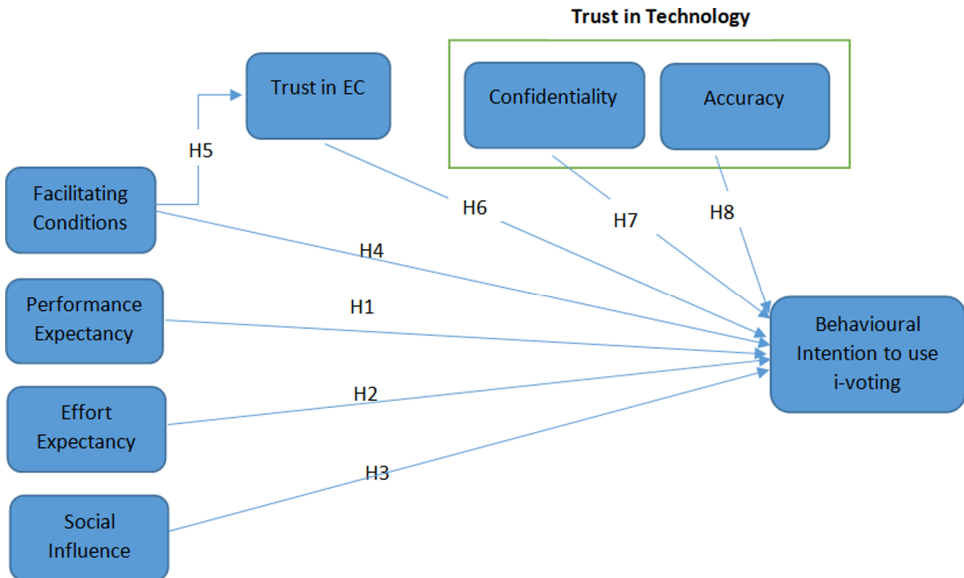 Trust in Technology
Trust in EC
Confidentiality
Accuracy
H5
Facilitating
Conditions
H6
H7
H8
H4
Performance
Expectancy
H1
Behavioural
Intention to use
i-voting
Effort
Expectancy
H2
H3
Social
Influence